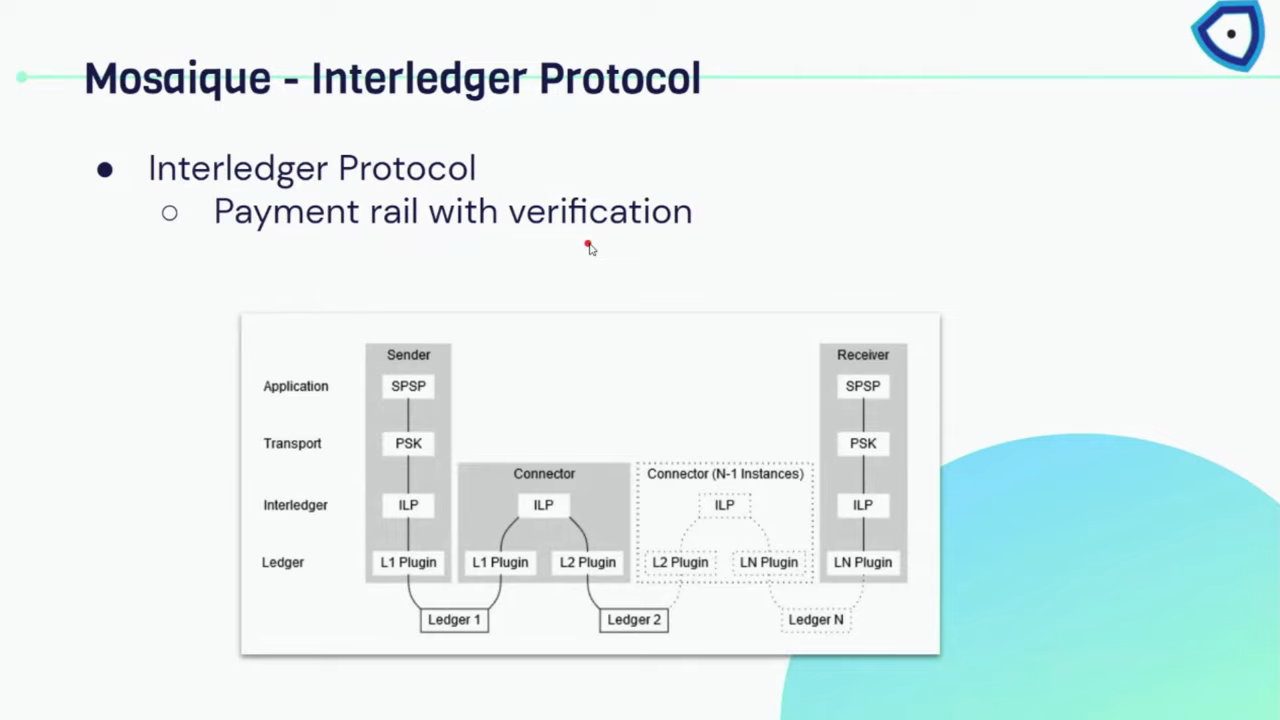 Mosaique - Interledger Protocol
● Interledger Protocol
○ Payment rail with verification
Sender
Receiver
Application SPSP SPSP
Transport PSK PSK
Connector Connector (N-1 Instances)
Interledger ILP ILP ILP ILP
Ledger L1 Plugin L1 Plugin L2 Plugin L2 Plugin LN Plugin LN Plugin
Ledger 1 Ledger 2 Ledger N